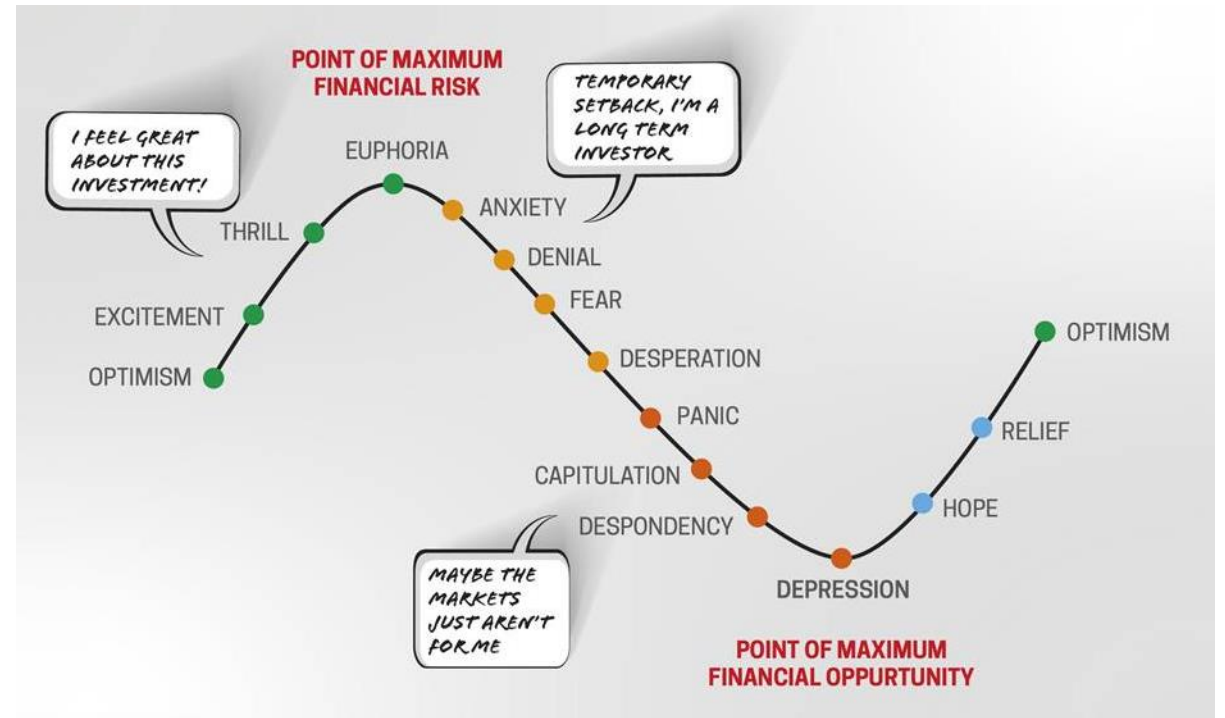 POINT OF MAXIMUM
FINANCIAL RISK
I FEEL GREAT
ABOUT THIS
INVESTMENT!
TEMPORARY
SETBACK, I'M A
LONG TERM
INVESTOR
EUPHORIA
THRILL
ANXIETY
DENIAL
EXCITEMENT
FEAR
OPTIMISM
DESPERATION
OPTIMISM
PANIC
RELIEF
CAPITULATION
HOPE
DESPONDENCY
MAYBE THE
MARKETS
JUST AREN'T
FOR ME
DEPRESSION
POINT OF MAXIMUM
FINANCIAL OPPURTUNITY